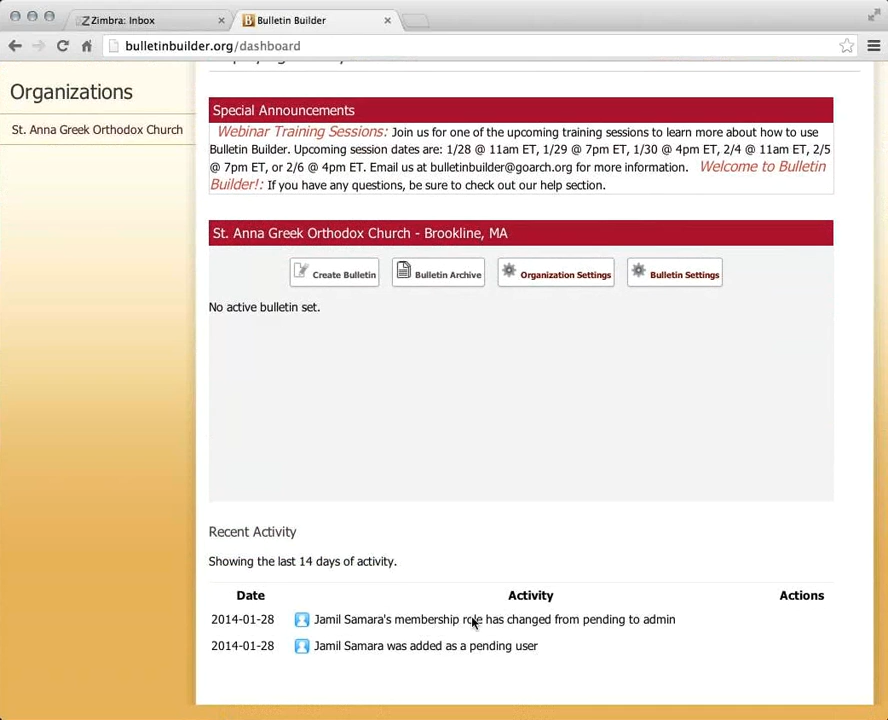 Zimbra: Inbox
Bulletin Builder
bulletinbuilder.org/dashboard
Organizations
St. Anna Greek Orthodox Church
Special Announcements
Webinar Training Sessions: Join us for one of the upcoming training sessions to learn more about how to use
Bulletin Builder. Upcoming session dates are: 1/28 @ 11am ET, 1/29 @ 7pm ET, 1/30 @ 4pm ET, 2/4 @ 11am ET, 2/5
@ 7pm ET, or 2/6 @ 4pm ET. Email us at bulletinbuilder@goarch.org for more information. Welcome to Bulletin
Builder!: If you have any questions, be sure to check out our help section.
St. Anna Greek Orthodox Church - Brookline, MA
Create Bulletin Bulletin Archive Organization Settings Bulletin Settings
No active bulletin set.
Recent Activity
Showing the last 14 days of activity.
Date Activity Actions
2014-01-28 Jamil Samara's membership role has changed from pending to admin
2014-01-28 Jamil Samara was added as a pending user